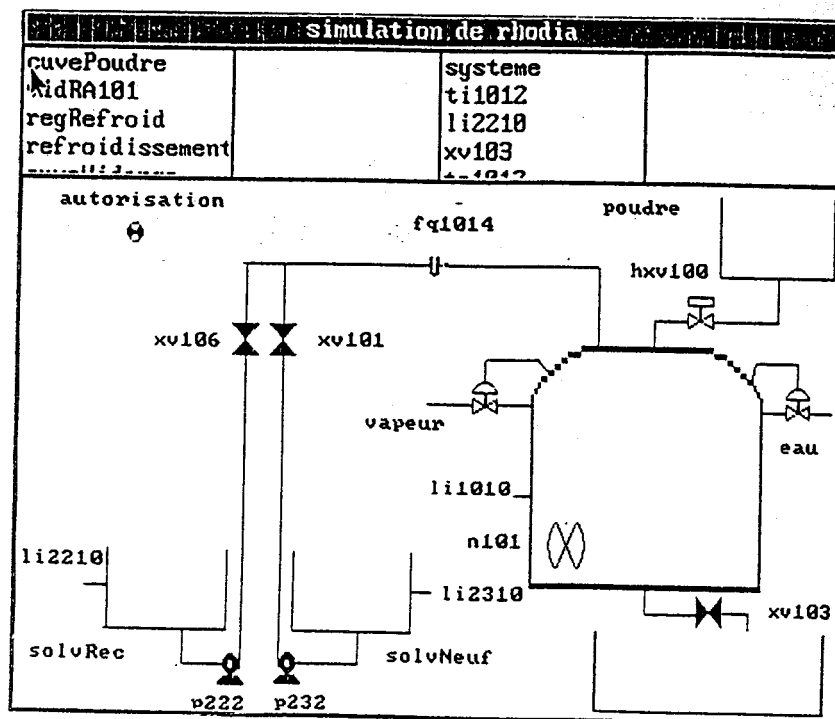 simulation de rhodia
cuvePoudre
systeme
ti1012
regRefroid
li2210
refroidissement
xv103
autorisation
poudre
fq1014
hxv100
xv106
xv101
vapeur
eau
li1010
n101
li2210
li2310
xv103
solvRec
solvNeuf
p222
p232